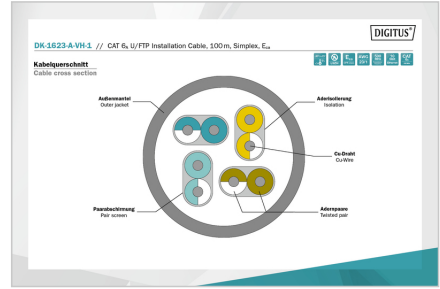 DIGITUS®
DK-1623-A-VH-1 // CAT 6A U/FTP Installation Cable, 100 m, Simplex, Eca
Kabelquerschnitt
Cable cross section
Außenmantel
Outer jacket
Aderisolierung
Isolation
Cu-Draht
Cu-Wire
Paarabschirmung
Pair screen
Adernpaare
Twisted pair